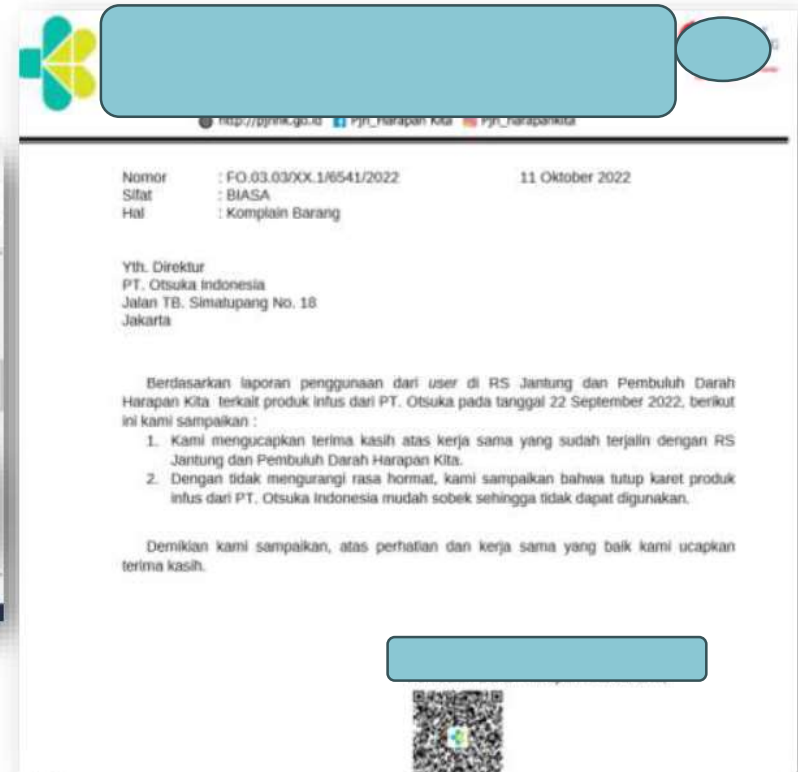 http://pjnhk.go.id Pjn_Harapan Kita Pjn_harapankita
Nomor : FO.03.03/XX.1/6541/2022 11 Oktober 2022
Sifat : BIASA
Hal : Komplain Barang
Yth. Direktur
PT. Otsuka Indonesia
Jalan TB. Simatupang No. 18
Jakarta
Berdasarkan laporan penggunaan dari user di RS Jantung dan Pembuluh Darah
Harapan Kita terkait produk infus dari PT. Otsuka pada tanggal 22 September 2022, berikut
ini kami sampaikan :
1. Kami mengucapkan terima kasih atas kerja sama yang sudah terjalin dengan RS
Jantung dan Pembuluh Darah Harapan Kita.
2. Dengan tidak mengurangi rasa hormat, kami sampaikan bahwa tutup karet produk
infus dari PT. Otsuka Indonesia mudah sobek sehingga tidak dapat digunakan.
Demikian kami sampaikan, atas perhatian dan kerja sama yang baik kami ucapkan
terima kasih.